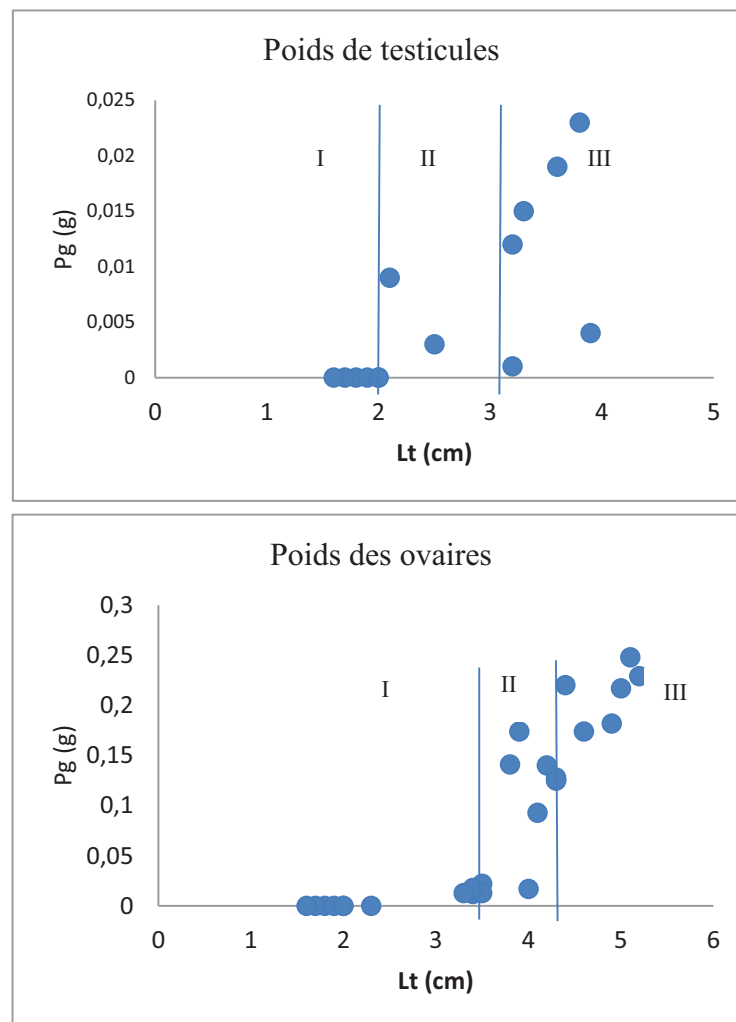 Poids de testicules
0,025
0,02
0,015
0,01
0,005
0
Pg (g)
I
II
III
0 1 2 3 4 5
Lt (cm)
Poids des ovaires
0,3
0,25
0,2
0,15
0,1
0,05
0
Pg (g)
I
II
III
0 1 2 3 4 5 6
Lt (cm)